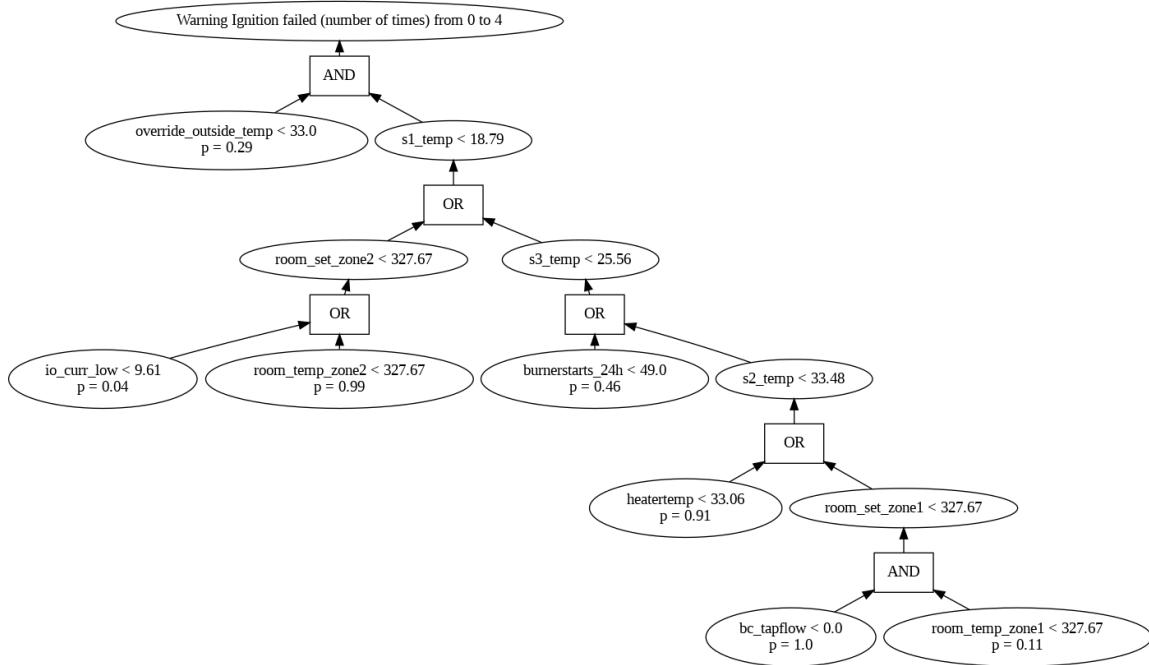 Warning Ignition failed (number of times) from 0 to 4
AND
override_outside_temp < 33.0
p = 0.29
s1_temp < 18.79
OR
room_set_zone2 < 327.67
s3_temp < 25.56
OR
OR
io_curr_low < 9.61
p = 0.04
room_temp_zone2 < 327.67
p = 0.99
burnerstarts_24h < 49.0
p = 0.46
s2_temp < 33.48
OR
heatertemp < 33.06
p = 0.91
room_set_zone1 < 327.67
AND
bc_tapflow < 0.0
p = 1.0
room_temp_zone1 < 327.67
p = 0.11